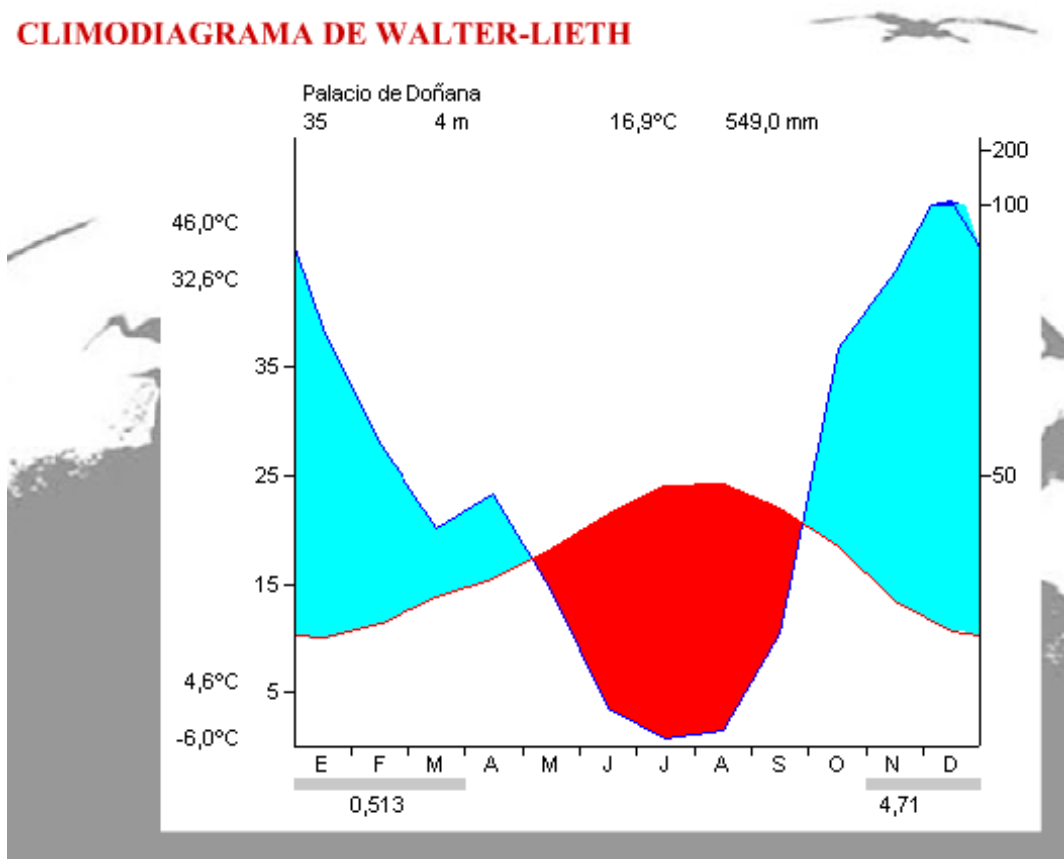 CLIMODIAGRAMA DE WALTER-LIETH
Palacio de Doñana
35 4 m 16,9°C 549,0 mm
200
100
46,0°C
32,6°C
35
25
50
15
4,6°C
5
-6,0°C
E F M A M J J A S O N D
0,513 4,71